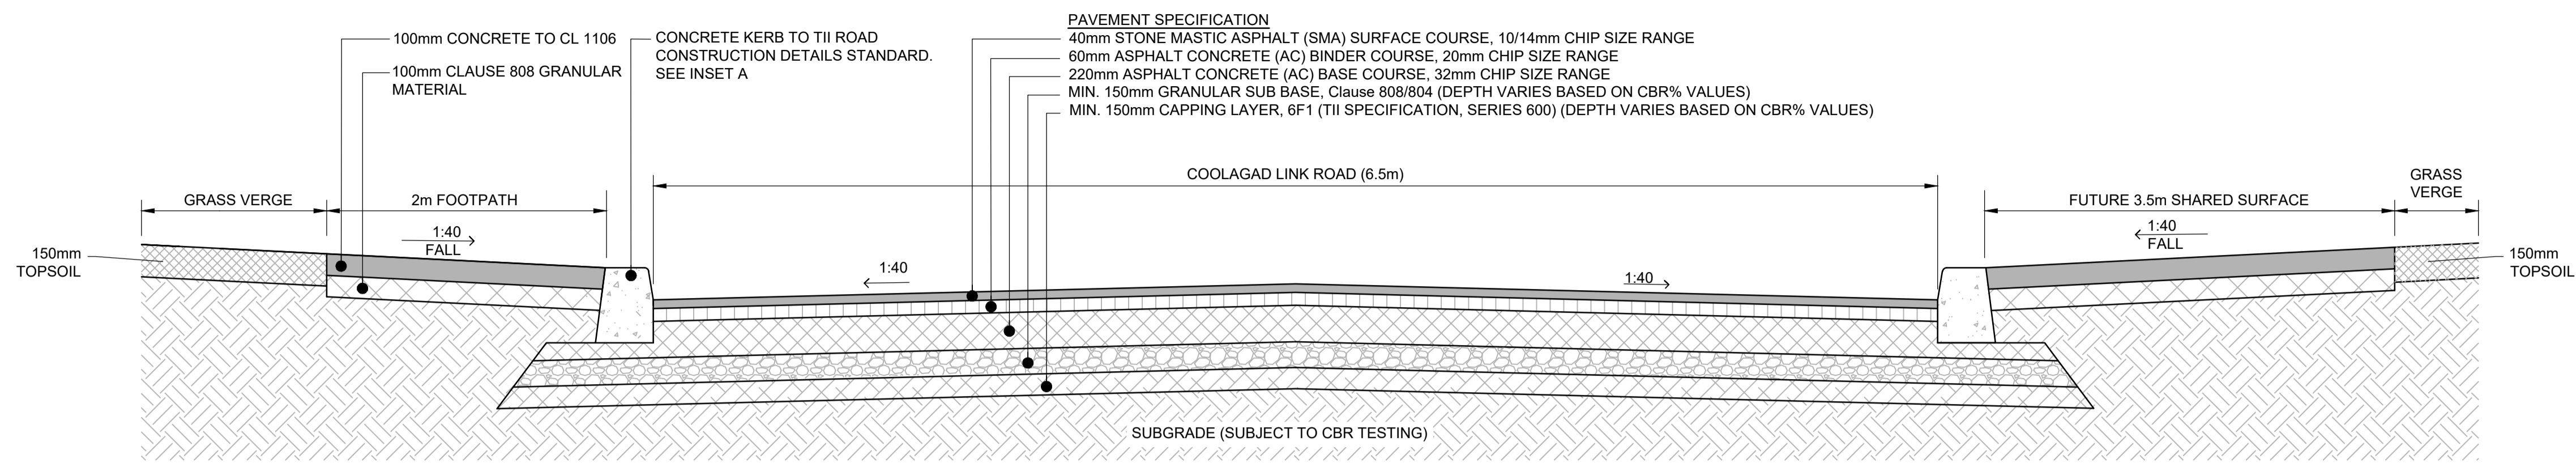 PAVEMENT SPECIFICATION
100mm CONCRETE TO CL 1106
100mm CLAUSE 808 GRANULAR
MATERIAL
CONCRETE KERB TO TII ROAD
CONSTRUCTION DETAILS STANDARD.
SEE INSET A
40mm STONE MASTIC ASPHALT (SMA) SURFACE COURSE, 10/14mm CHIP SIZE RANGE
60mm ASPHALT CONCRETE (AC) BINDER COURSE, 20mm CHIP SIZE RANGE
220mm ASPHALT CONCRETE (AC) BASE COURSE, 32mm CHIP SIZE RANGE
MIN. 150mm GRANULAR SUB BASE, Clause 808/804 (DEPTH VARIES BASED ON CBR% VALUES)
MIN. 150mm CAPPING LAYER, 6F1 (TII SPECIFICATION, SERIES 600) (DEPTH VARIES BASED ON CBR% VALUES)
GRASS VERGE
2m FOOTPATH
COOLAGAD LINK ROAD (6.5m)
FUTURE 3.5m SHARED SURFACE
GRASS
VERGE
1:40
FALL
1:40
FALL
150mm
TOPSOIL
1:40
1:40
150mm
TOPSOIL
SUBGRADE (SUBJECT TO CBR TESTING)